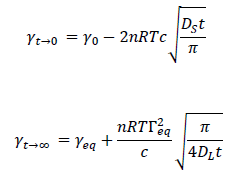 γ_{t→0} = γ_0 − 2nRTc √(D_S t / π)
γ_{t→∞} = γ_{eq} + (nRTΓ_{eq}^2 / c) √(π / (4D_L t))